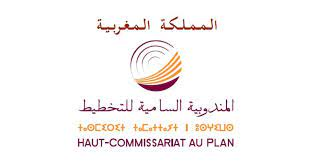 المملكة المغربية
المندوبية السامية للتخطيط
HAUT-COMMISSARIAT AU PLAN